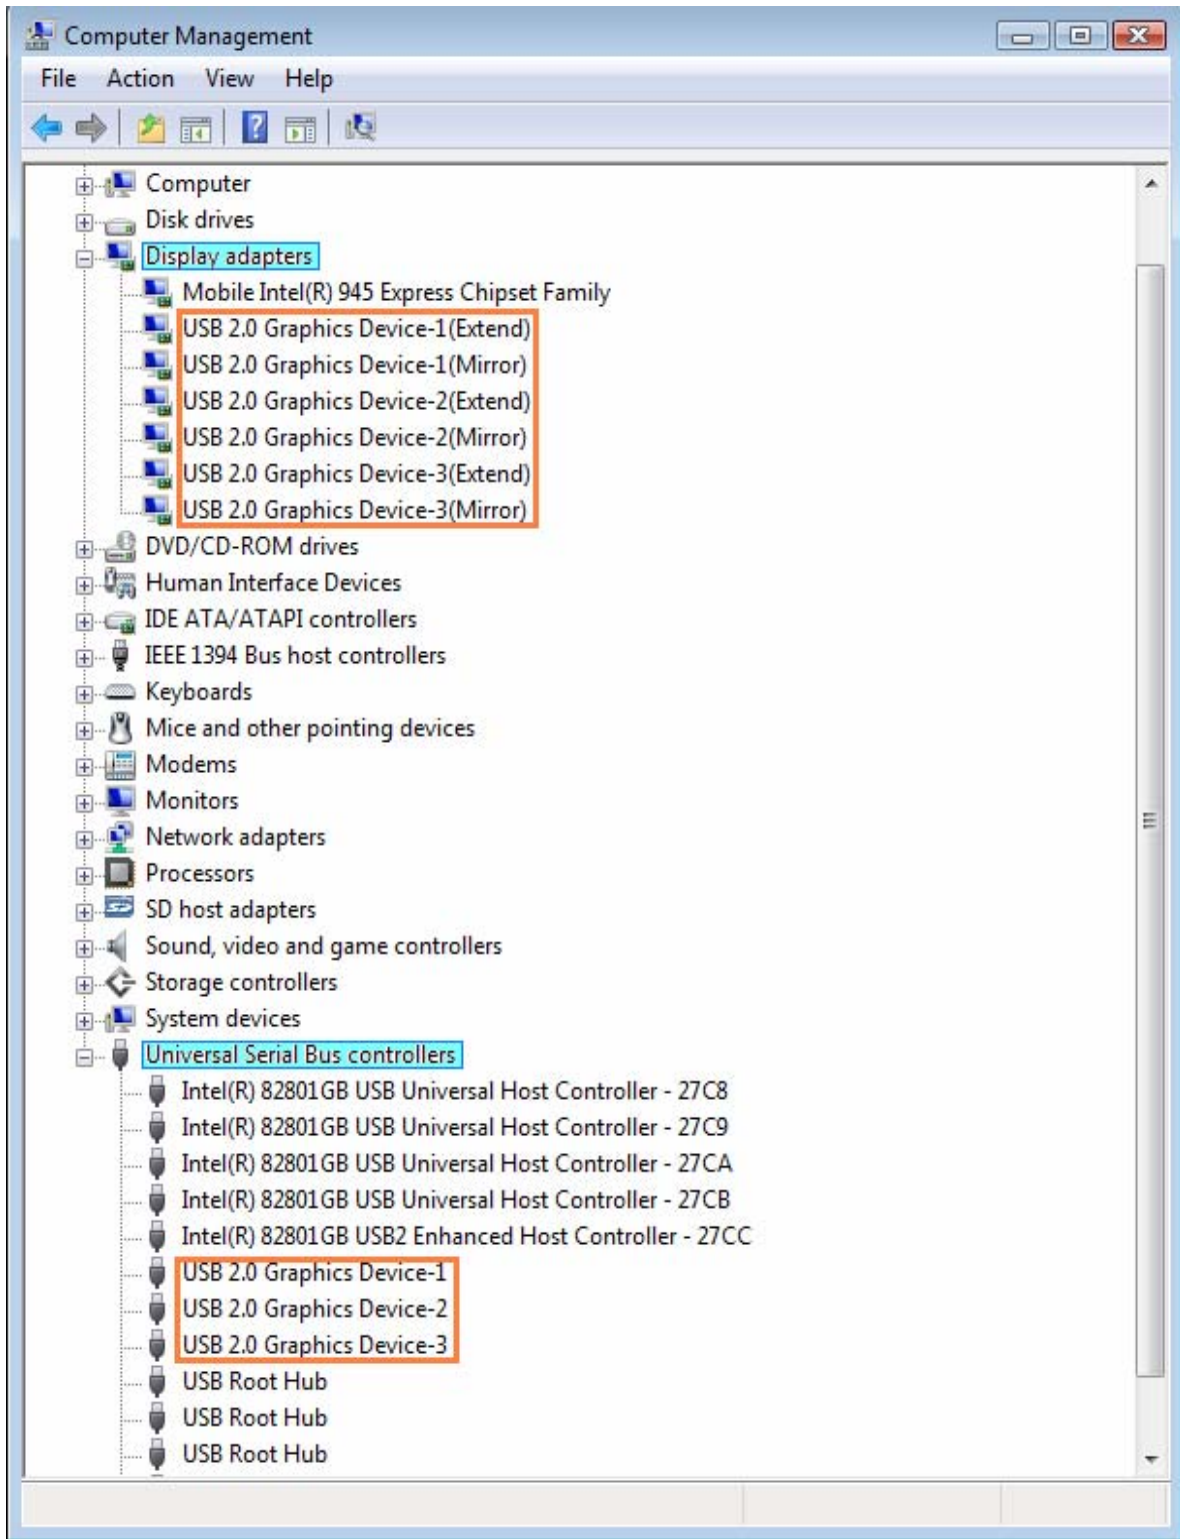 Computer Management
File Action View Help
Computer
Disk drives
Display adapters
Mobile Intel(R) 945 Express Chipset Family
USB 2.0 Graphics Device-1(Extend)
USB 2.0 Graphics Device-1(Mirror)
USB 2.0 Graphics Device-2(Extend)
USB 2.0 Graphics Device-2(Mirror)
USB 2.0 Graphics Device-3(Extend)
USB 2.0 Graphics Device-3(Mirror)
DVD/CD-ROM drives
Human Interface Devices
IDE ATA/ATAPI controllers
IEEE 1394 Bus host controllers
Keyboards
Mice and other pointing devices
Modems
Monitors
Network adapters
Processors
SD host adapters
Sound, video and game controllers
Storage controllers
System devices
Universal Serial Bus controllers
Intel(R) 82801GB USB Universal Host Controller - 27C8
Intel(R) 82801GB USB Universal Host Controller - 27C9
Intel(R) 82801GB USB Universal Host Controller - 27CA
Intel(R) 82801GB USB Universal Host Controller - 27CB
Intel(R) 82801GB USB2 Enhanced Host Controller - 27CC
USB 2.0 Graphics Device-1
USB 2.0 Graphics Device-2
USB 2.0 Graphics Device-3
USB Root Hub
USB Root Hub
USB Root Hub